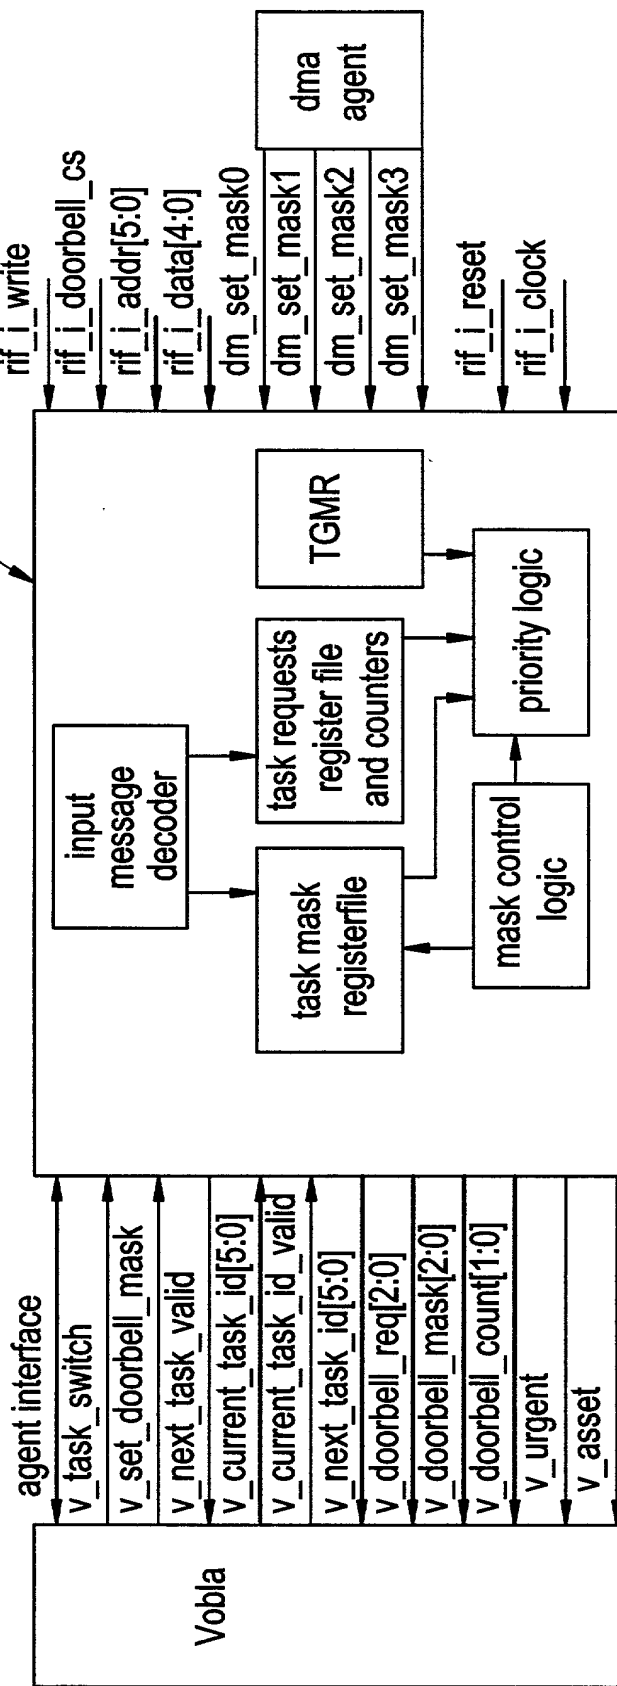 agent interface
v_task_switch
v_set_doorbell_mask
v_next_task_valid
v_current_task_id[5:0]
v_current_task_id_valid
v_next_task_id[5:0]
v_doorbell_req[2:0]
v_doorbell_mask[2:0]
v_doorbell_count[1:0]
v_urgent
v_asset
Vobla
input
message
decoder
task mask
registerfile
task requests
register file
and counters
TGMR
mask control
logic
priority logic
rif_i_write
rif_i_doorbell_cs
rif_i_addr[5:0]
rif_i_data[4:0]
dm_set_mask0
dm_set_mask1
dm_set_mask2
dm_set_mask3
rif_i_reset
rif_i_clock
dma
agent